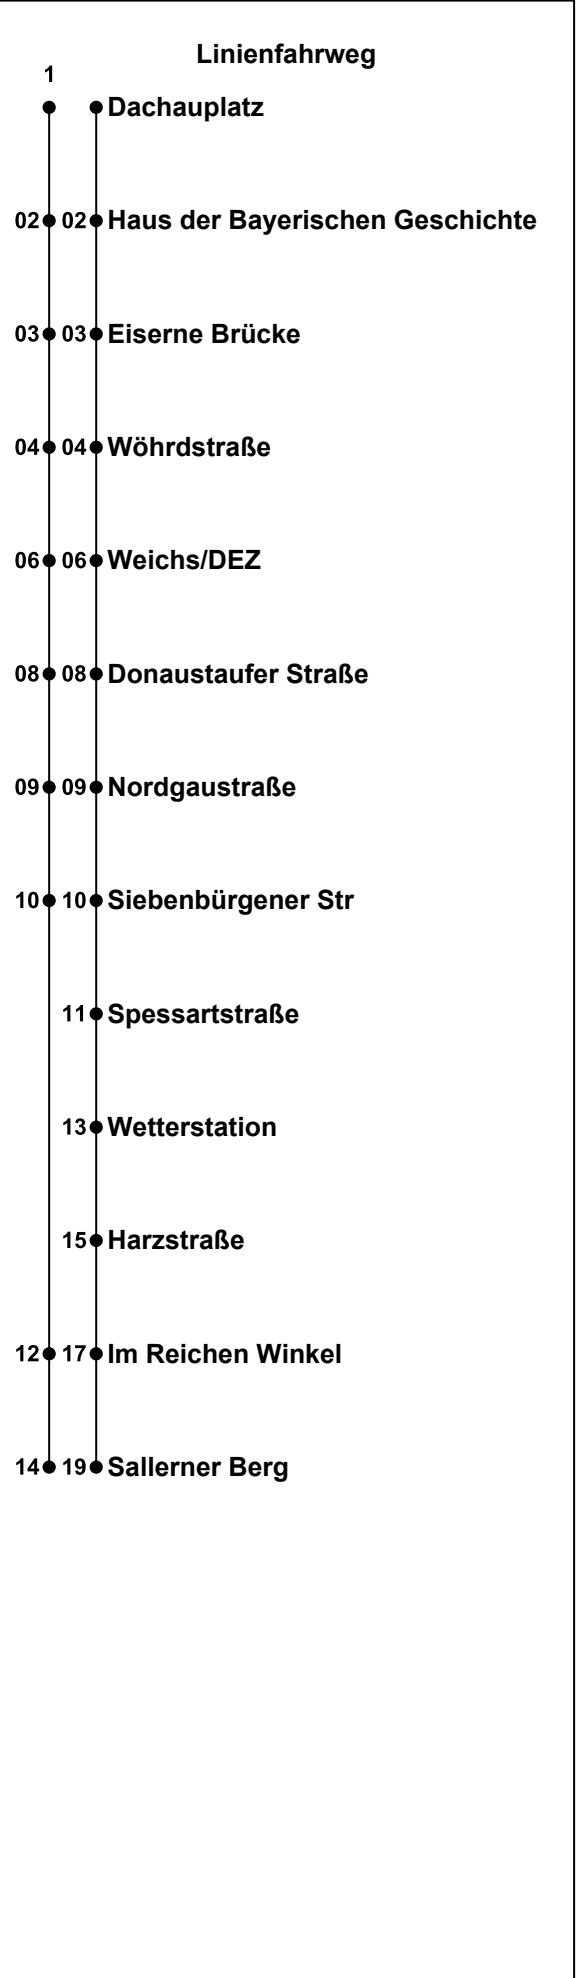 Linienfahrweg
1
Dachauplatz
02 02 Haus der Bayerischen Geschichte
03 03 Eiserne Brücke
04 04 Wöhrdstraße
06 06 Weichs/DEZ
08 08 Donaustaufer Straße
09 09 Nordgaustraße
10 10 Siebenbürgener Str
11 Spessartstraße
13 Wetterstation
15 Harzstraße
12 17 Im Reichen Winkel
14 19 Sallerner Berg